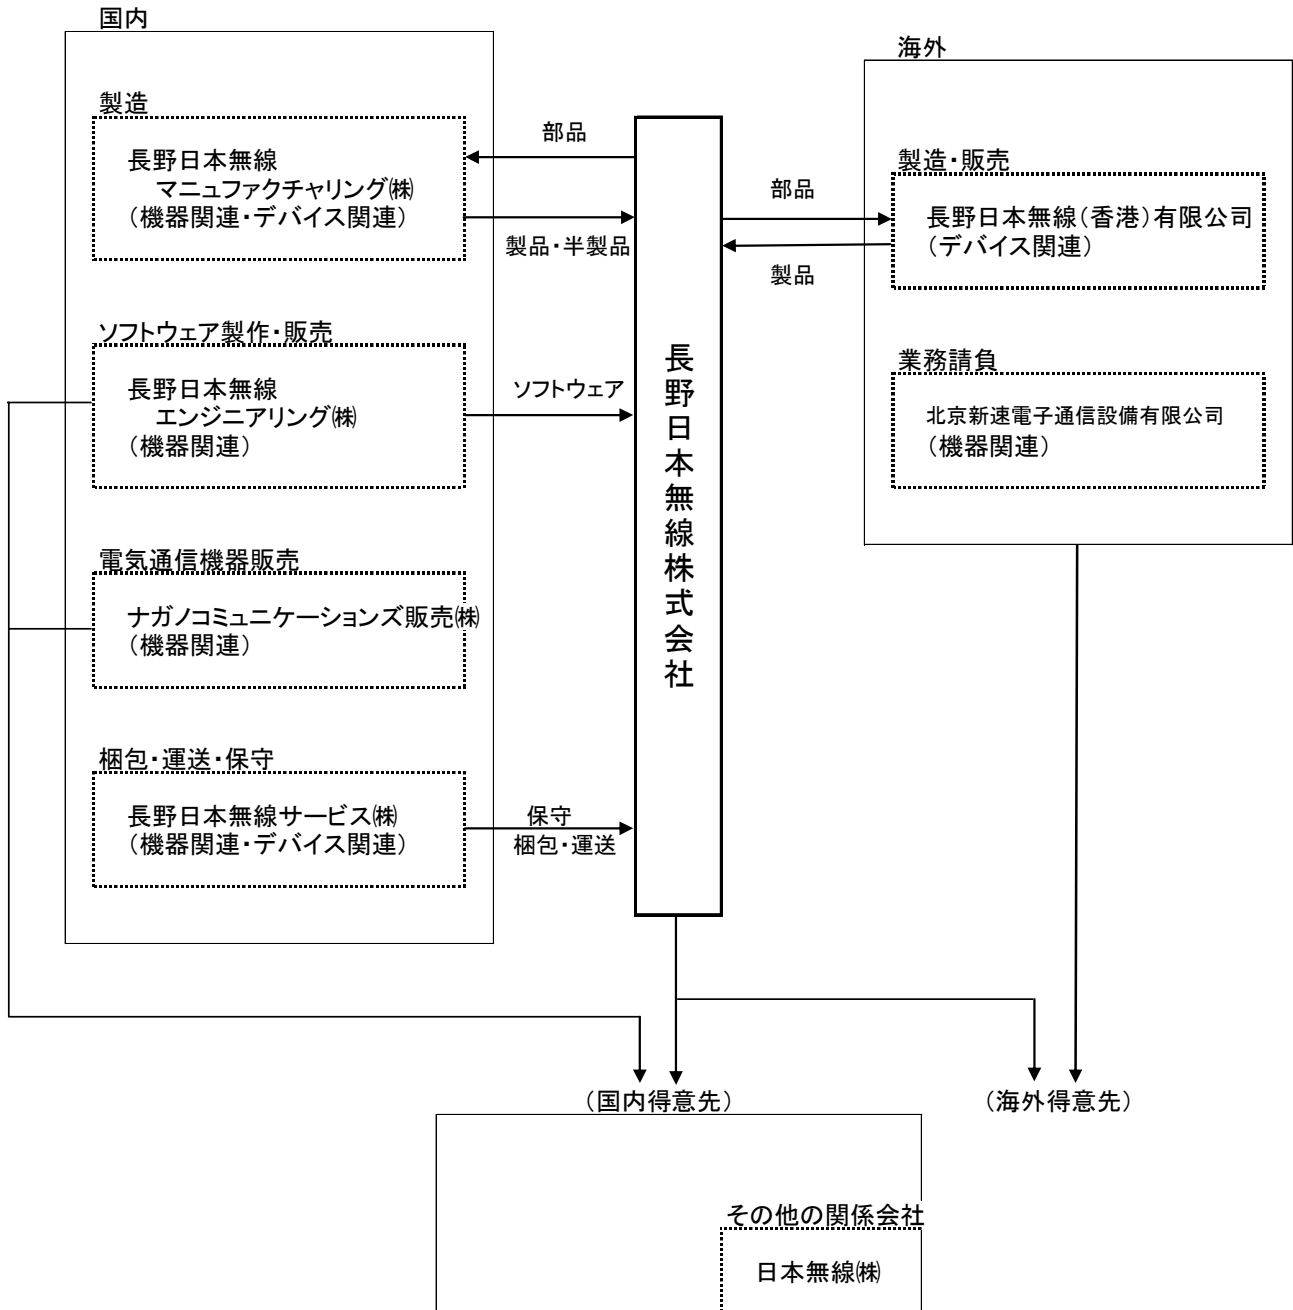 国内
製造
長野日本無線
マニュファクチャリング㈱
（機器関連・デバイス関連）
部品
製品・半製品
ソフトウェア製作・販売
長野日本無線
エンジニアリング㈱
（機器関連）
ソフトウェア
電気通信機器販売
ナガノコミュニケーションズ販売㈱
（機器関連）
梱包・運送・保守
長野日本無線サービス㈱
（機器関連・デバイス関連）
保守
梱包・運送
長野日本無線株式会社
海外
部品
製品
製造・販売
長野日本無線（香港）有限公司
（デバイス関連）
業務請負
北京新速電子通信設備有限公司
（機器関連）
（国内得意先）
（海外得意先）
その他の関係会社
日本無線㈱